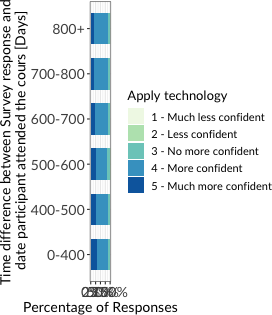 Time difference between Survey response and
date participant attended the cours [Days]
800+
700-800
600-700
500-600
400-500
0-400
Percentage of Responses
Apply technology
1 - Much less confident
2 - Less confident
3 - No more confident
4 - More confident
5 - Much more confident